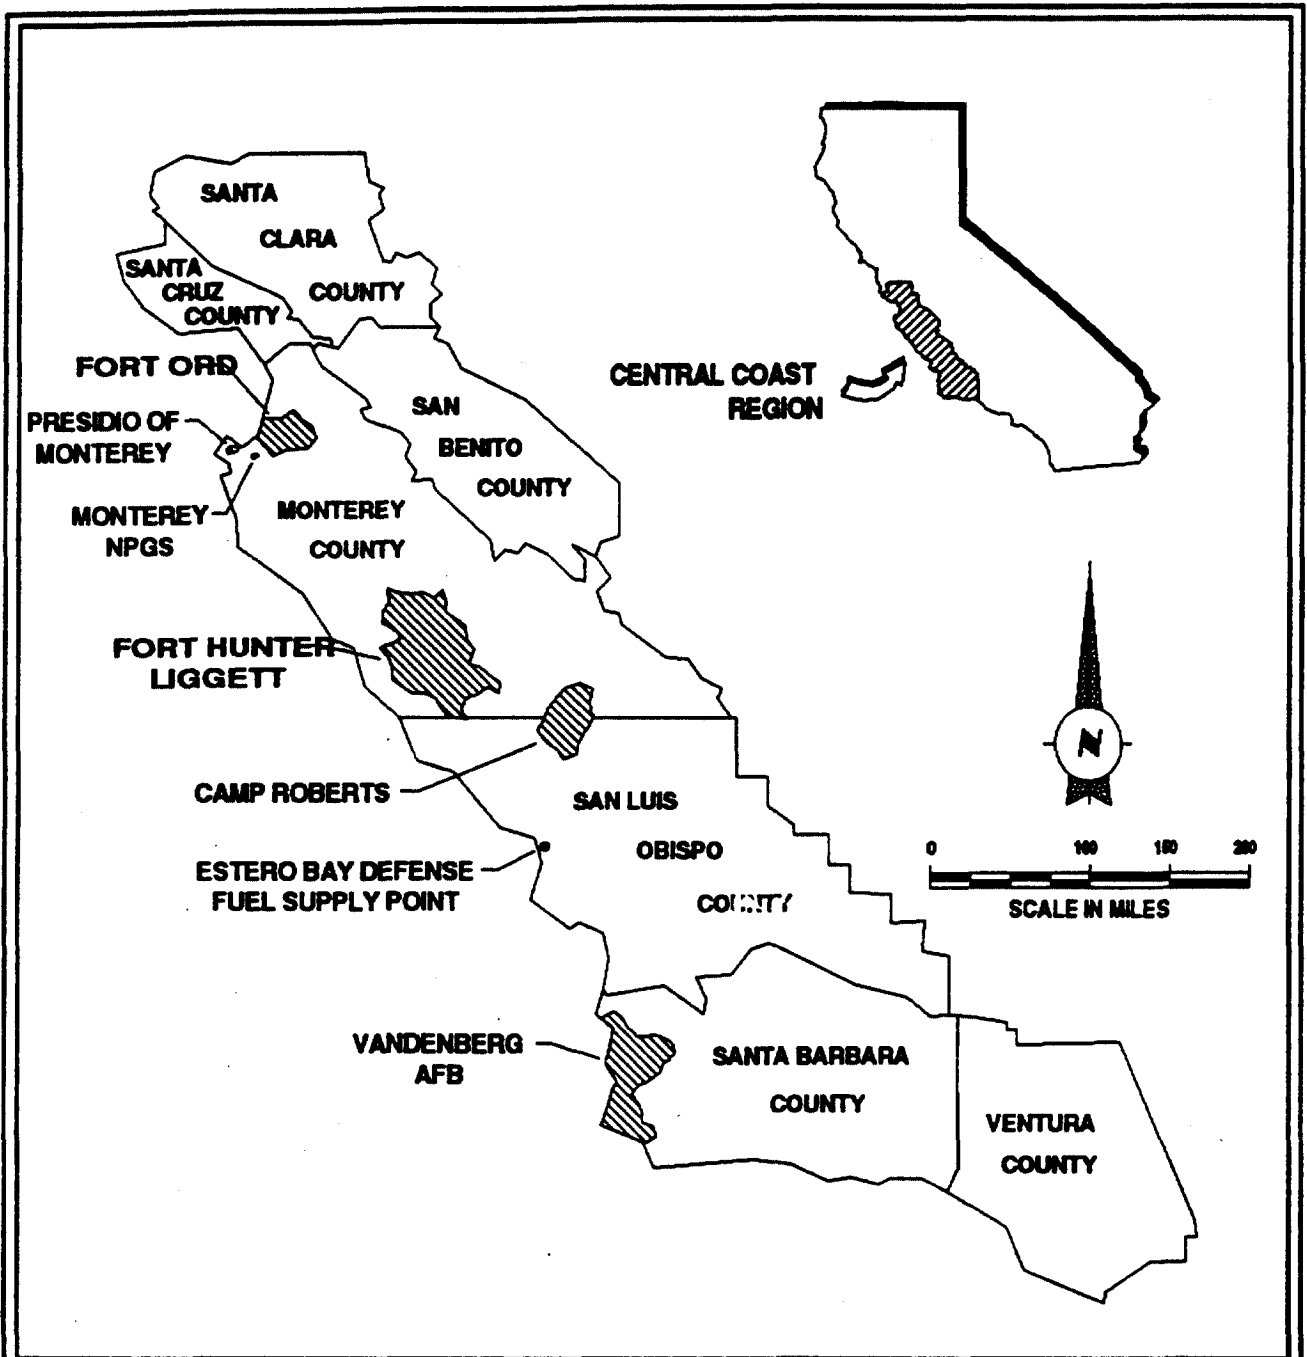 SANTA
CLARA
COUNTY
SANTA
CRUZ
COUNTY
FORT ORD
PRESIDIO OF
MONTEREY
MONTEREY
NPGS
SAN
BENITO
COUNTY
MONTEREY
COUNTY
CENTRAL COAST
REGION
FORT HUNTER
LIGGETT
CAMP ROBERTS
SAN LUIS
OBISPO
COUNTY
ESTERO BAY DEFENSE
FUEL SUPPLY POINT
N
0 100 150 200
SCALE IN MILES
VANDENBERG
AFB
SANTA BARBARA
COUNTY
VENTURA
COUNTY